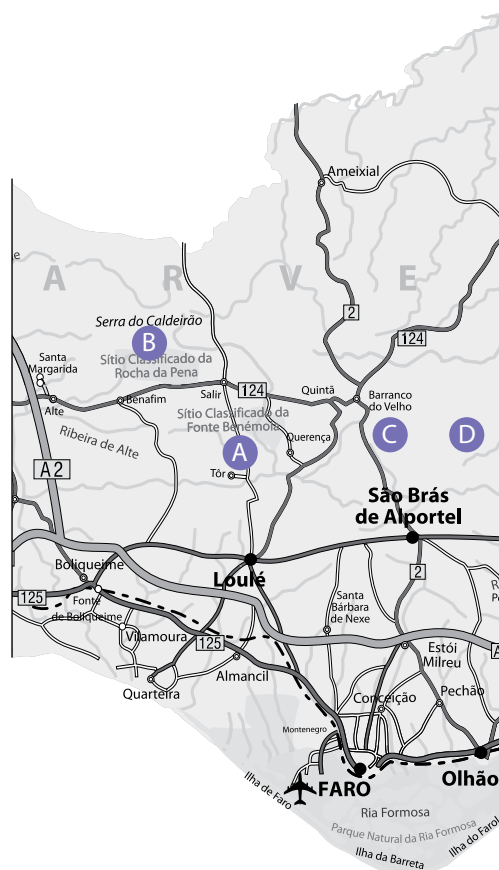 Ameixial
e
A R V E
2
Serra do Caldeirão
B
124
Santa
Margarida
Sítio Classificado da
Rocha da Pena
Salir
124
Quintã
Barranco
do Velho
Alte
Benafim
Sítio Classificado da
Fonte Benémola
Ribeira de Alte
Querença
C
D
A
A 2
Tôr
São Brás
de Alportel
Boliqueime
Loulé
2
125
Fonte
de Boliqueime
Santa
Bárbara
de Nexe
Vilamoura
125
Estói
Milreu
A
Almancil
Quarteira
Conceição
Pechão
Montenegro
Olhão
FARO
Ilha de Faro
Ria Formosa
Parque Natural da Ria Formosa
Ilha da Barreta
Ilha do Farol